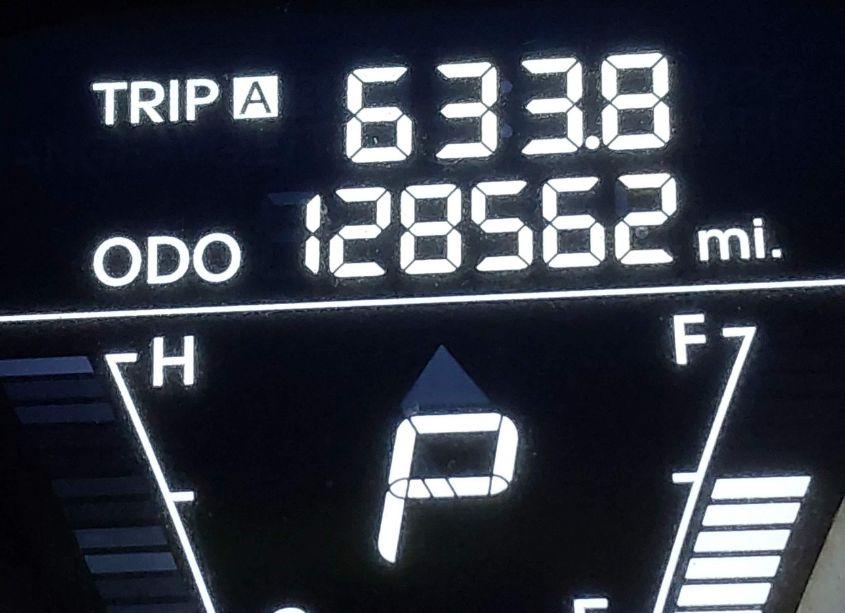 TRIP A 633.8
ODO 128562 mi.
H F
P